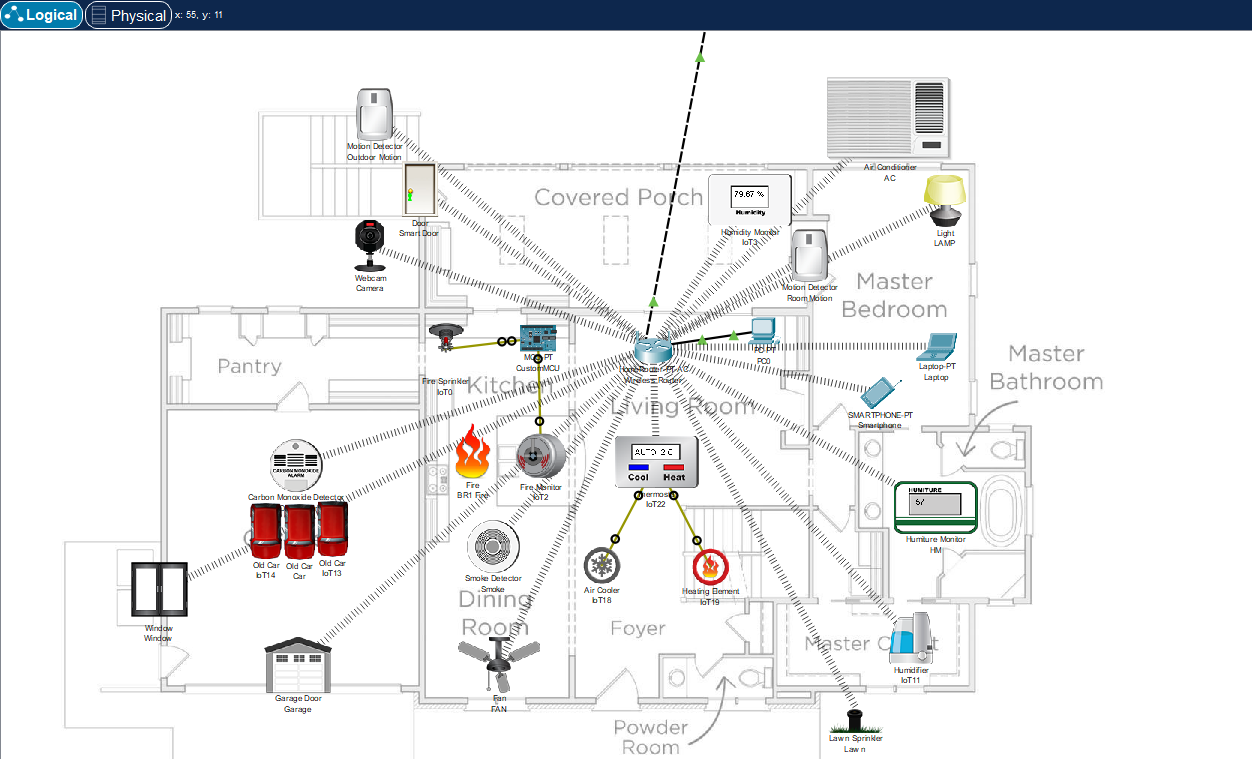 Logical
Physical
x: 55, y: 11
Motion Detector
Outdoor Motion
Air Conditioner
AC
Covered Porch
79.67 %
Humidity
Humidity Monitor
IoT3
Light
LAMP
Door
Smart Door
Webcam
Camera
Motion Detector
Room Motion
Master
Bedroom
Pantry
Fire Sprinkler
IoT0
Kitchen
CustomMCU
HomeRouter-PT-AC
Wireless Router
PC-PT
PC0
Laptop-PT
Laptop
Master
Bathroom
SMARTPHONE-PT
Smartphone
Living Room
CARBON MONOXIDE
ALARM
Carbon Monoxide Detector
Fire
BR1 Fire
Fire Monitor
IoT2
Cool
Heat
Thermostat
IoT22
HUMITURE
Humiture Monitor
HM
Old Car
IoT14
Old Car
Car
Old Car
IoT13
Smoke Detector
Smoke
Air Cooler
IoT18
Heating Element
IoT19
Window
Window
Dining
Room
Foyer
Master
Humidifier
IoT11
Garage Door
Garage
Fan
FAN
Powder
Room
Lawn Sprinkler
Lawn